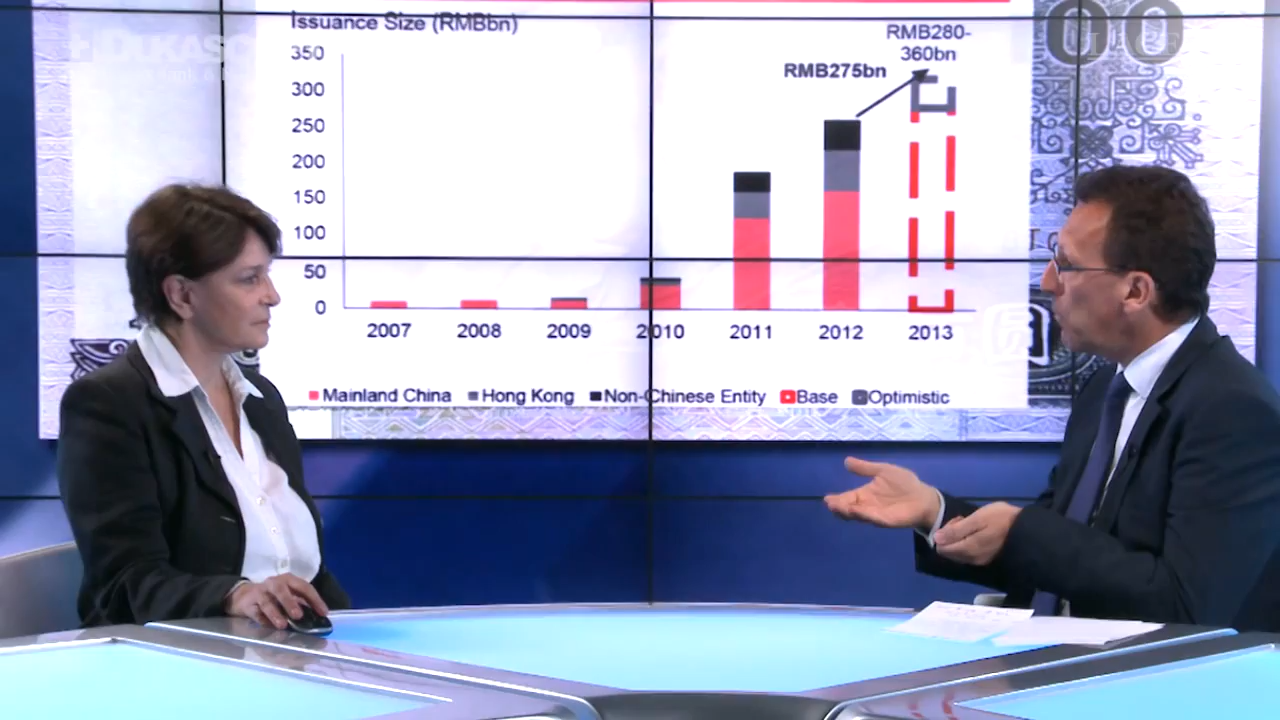 Issuance Size (RMBbn)
350
300
250
200
150
100
50
0
RMB275bn
RMB280-
360bn
2007 2008 2009 2010 2011 2012 2013
Mainland China Hong Kong Non-Chinese Entity Base Optimistic